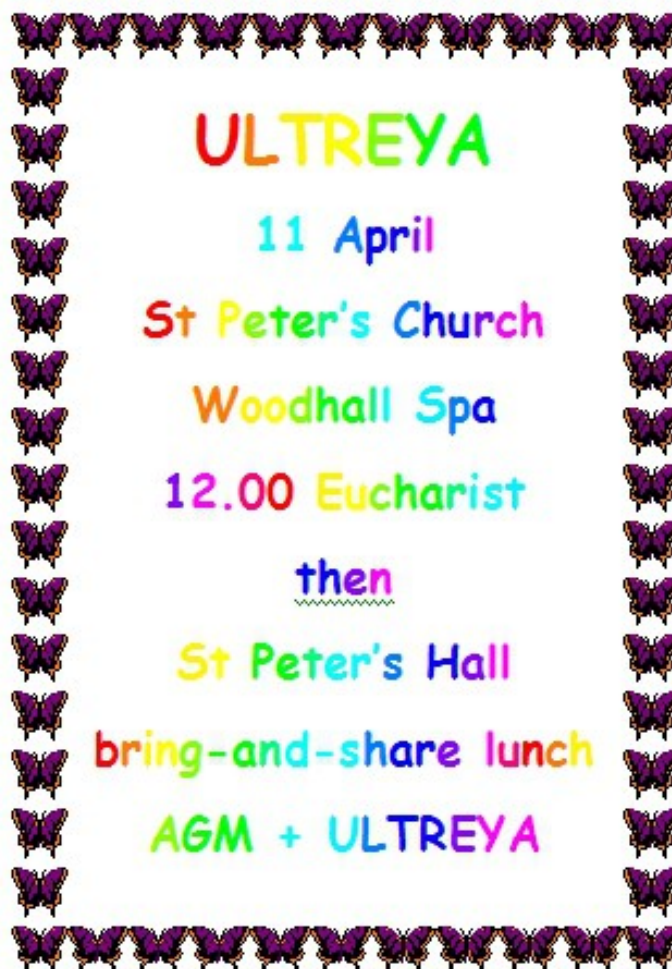 ULTREYA
11 April
St Peter's Church
Woodhall Spa
12.00 Eucharist
then
St Peter's Hall
bring-and-share lunch
AGM + ULTREYA